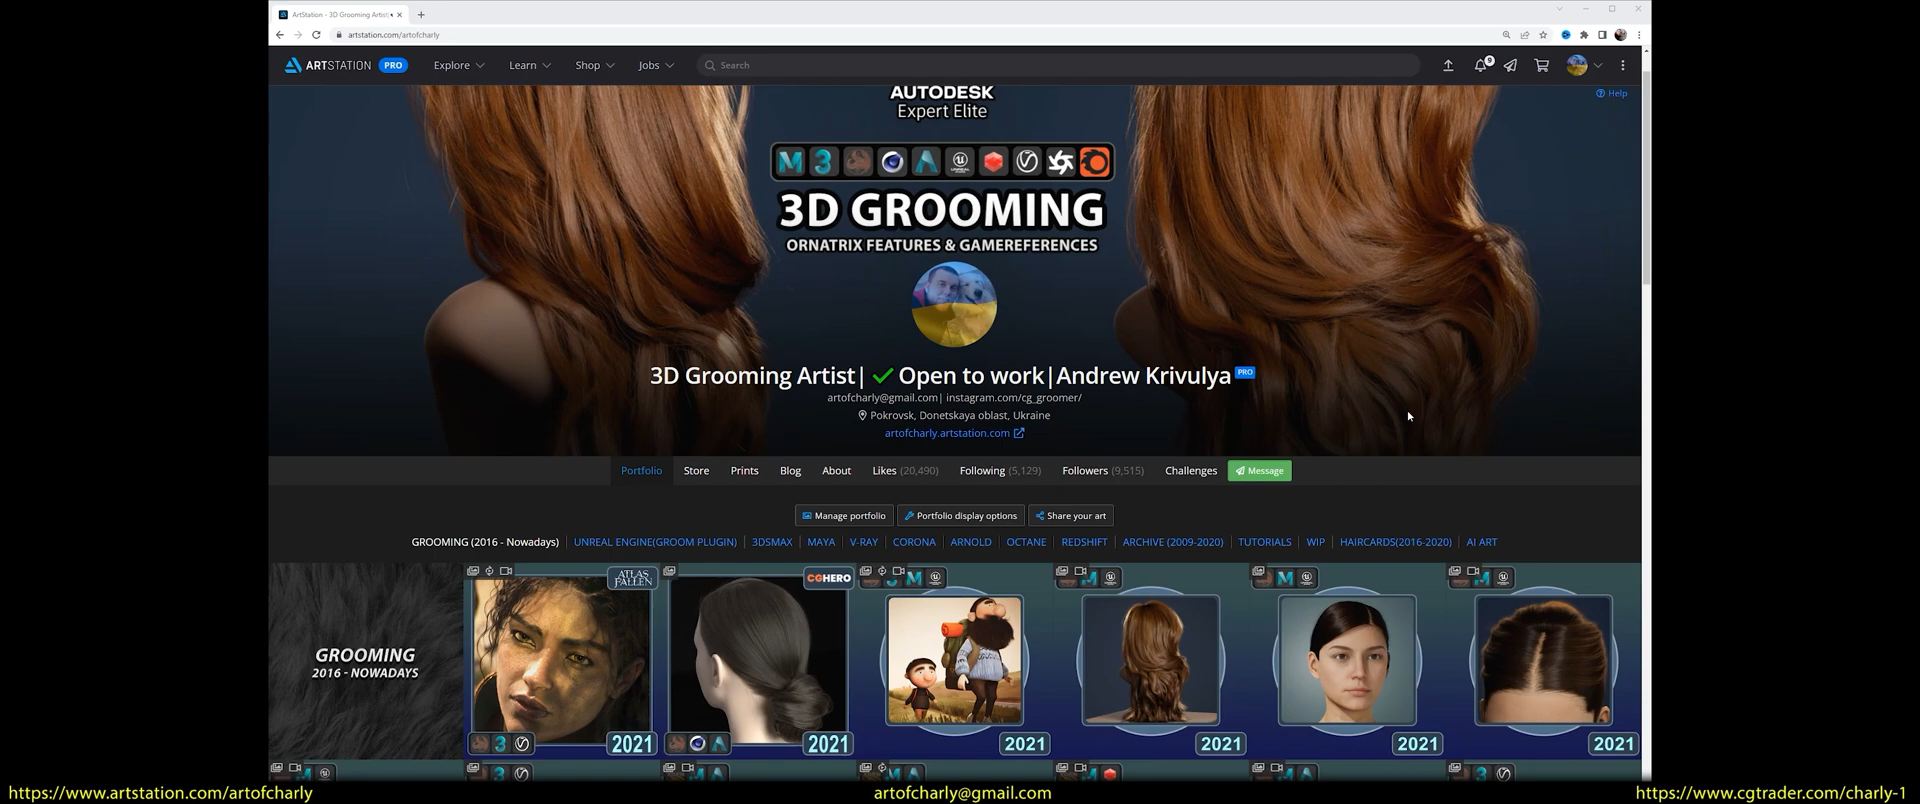 ArtStation - 3D Grooming Artist|
artstation.com/artofcharly
ARTSTATION PRO Explore Learn Shop Jobs Search 9
Help
AUTODESK
Expert Elite
3D GROOMING
ORNATRIX FEATURES & GAMEREFERENCES
3D Grooming Artist| ✓ Open to work|Andrew Krivulya PRO
artofcharly@gmail.com| instagram.com/cg_groomer/
Pokrovsk, Donetskaya oblast, Ukraine
artofcharly.artstation.com
Portfolio Store Prints Blog About Likes (20,490) Following (5,129) Followers (9,515) Challenges Message
Manage portfolio Portfolio display options Share your art
GROOMING (2016 - Nowadays) UNREAL ENGINE(GROOM PLUGIN) 3DSMAX MAYA V-RAY CORONA ARNOLD OCTANE REDSHIFT ARCHIVE (2009-2020) TUTORIALS WIP HAIRCARDS(2016-2020) AI ART
ATLAS
FALLEN
CGHERO
GROOMING
2016 - NOWADAYS
2021 2021 2021 2021 2021 2021
https://www.artstation.com/artofcharly artofcharly@gmail.com https://www.cgtrader.com/charly-1